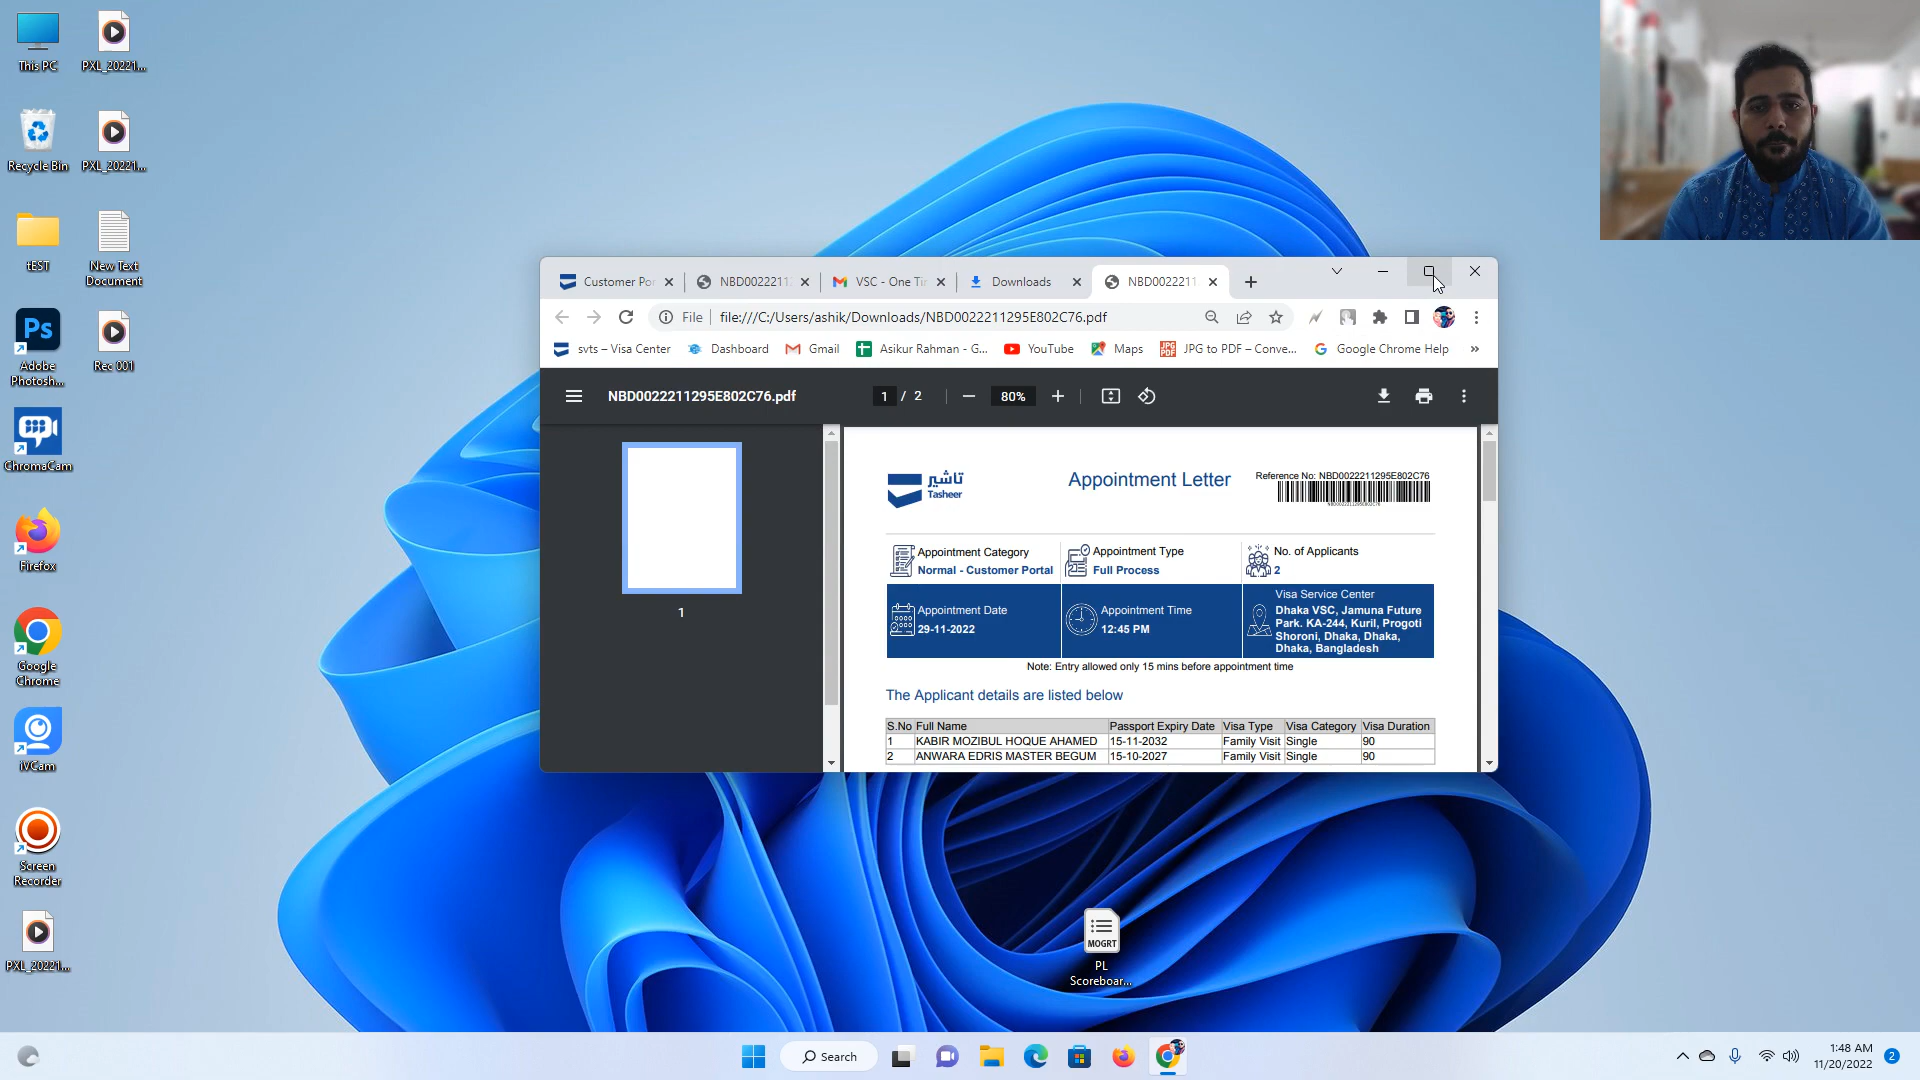 This PC
PXL_20221...
Recycle Bin
PXL_20221...
tEST
New Text
Document
Ps
Adobe
Photosh...
Rec 001
ChromaCam
Firefox
Google
Chrome
iVCam
Screen
Recorder
PXL_20221...
MOGRT
PL
Scoreboar...
Customer Po
NBD0022211
VSC - One Ti
Downloads
NBD0022211
File
file:///C:/Users/ashik/Downloads/NBD0022211295E802C76.pdf
svts – Visa Center
Dashboard
Gmail
Asikur Rahman - G...
YouTube
Maps
JPG to PDF – Conve...
Google Chrome Help
»
NBD0022211295E802C76.pdf
1 / 2
80%
1
تأشير
Tasheer
Appointment Letter
Reference No: NBD0022211295E802C76
NBD0022211295E802C76
Appointment Category
Normal - Customer Portal
Appointment Type
Full Process
No. of Applicants
2
Appointment Date
29-11-2022
Appointment Time
12:45 PM
Visa Service Center
Dhaka VSC, Jamuna Future
Park. KA-244, Kuril, Progoti
Shoroni, Dhaka, Dhaka,
Dhaka, Bangladesh
Note: Entry allowed only 15 mins before appointment time
The Applicant details are listed below
S.No Full Name Passport Expiry Date Visa Type Visa Category Visa Duration
1 KABIR MOZIBUL HOQUE AHAMED 15-11-2032 Family Visit Single 90
2 ANWARA EDRIS MASTER BEGUM 15-10-2027 Family Visit Single 90
Search
1:48 AM
11/20/2022
2